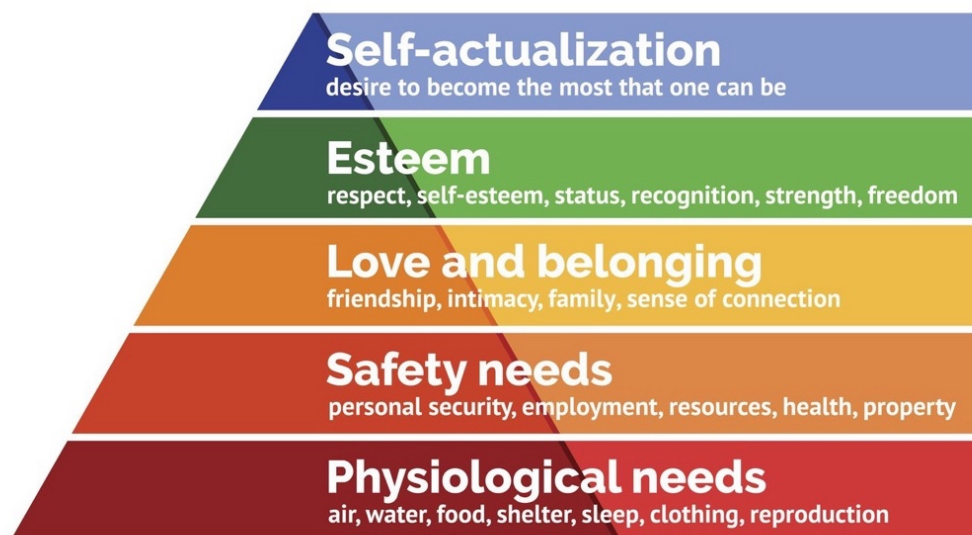 Self-actualization
desire to become the most that one can be
Esteem
respect, self-esteem, status, recognition, strength, freedom
Love and belonging
friendship, intimacy, family, sense of connection
Safety needs
personal security, employment, resources, health, property
Physiological needs
air, water, food, shelter, sleep, clothing, reproduction